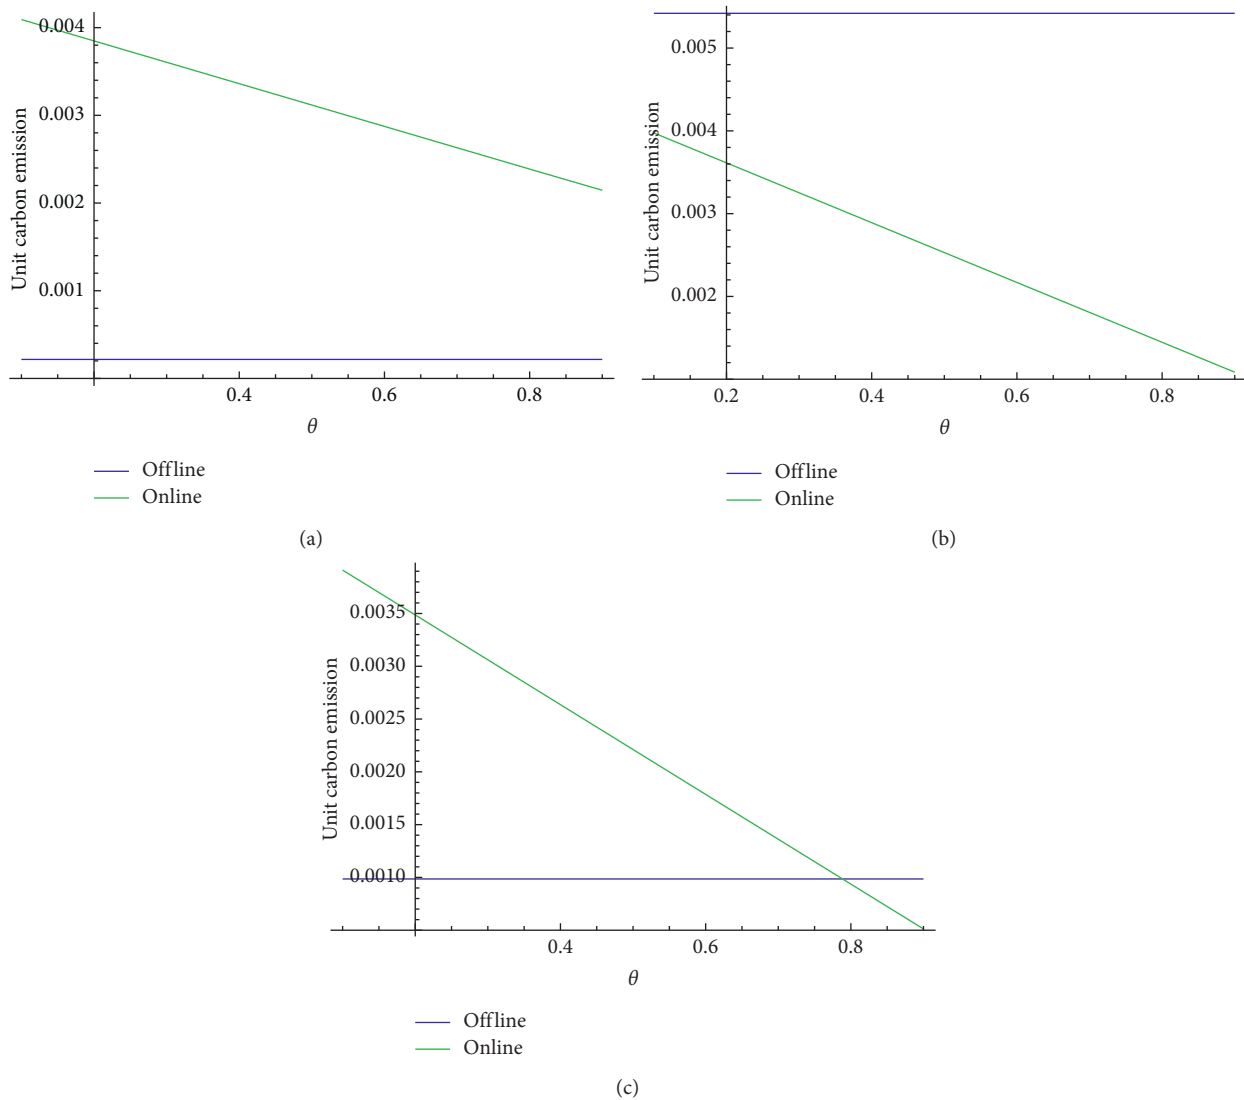 Unit carbon emission
0.004
0.003
0.002
0.001
0.4 0.6 0.8
θ
Offline
Online
(a)
Unit carbon emission
0.005
0.004
0.003
0.002
0.2 0.4 0.6 0.8
θ
Offline
Online
(b)
Unit carbon emission
0.0035
0.0030
0.0025
0.0020
0.0015
0.0010
0.4 0.6 0.8
θ
Offline
Online
(c)